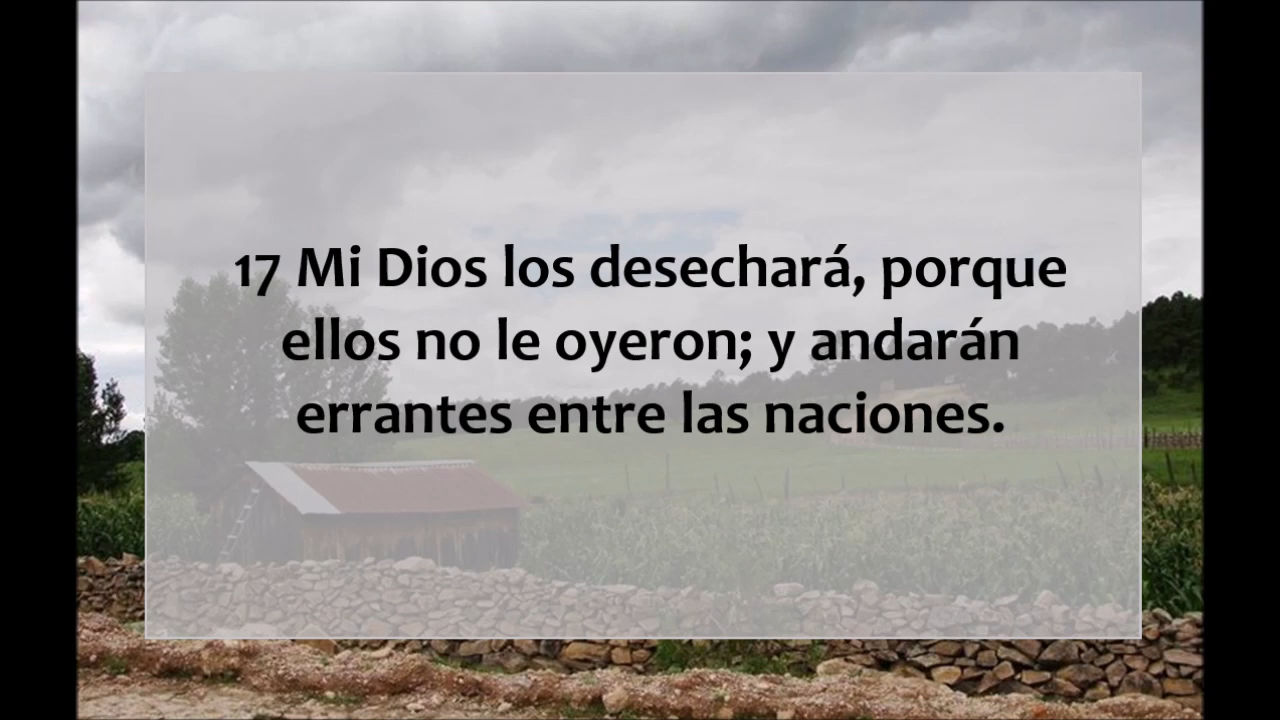 17 Mi Dios los desechará, porque
ellos no le oyeron; y andarán
errantes entre las naciones.